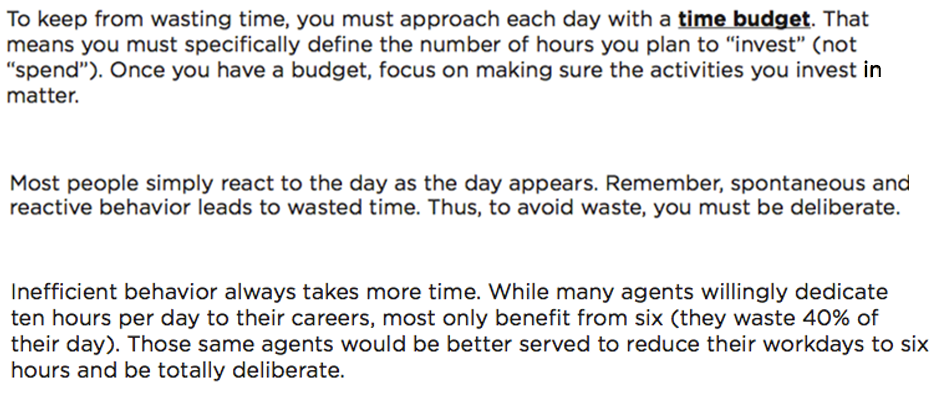 To keep from wasting time, you must approach each day with a time budget. That
means you must specifically define the number of hours you plan to “invest” (not
“spend”). Once you have a budget, focus on making sure the activities you invest in
matter.
Most people simply react to the day as the day appears. Remember, spontaneous and
reactive behavior leads to wasted time. Thus, to avoid waste, you must be deliberate.
Inefficient behavior always takes more time. While many agents willingly dedicate
ten hours per day to their careers, most only benefit from six (they waste 40% of
their day). Those same agents would be better served to reduce their workdays to six
hours and be totally deliberate.